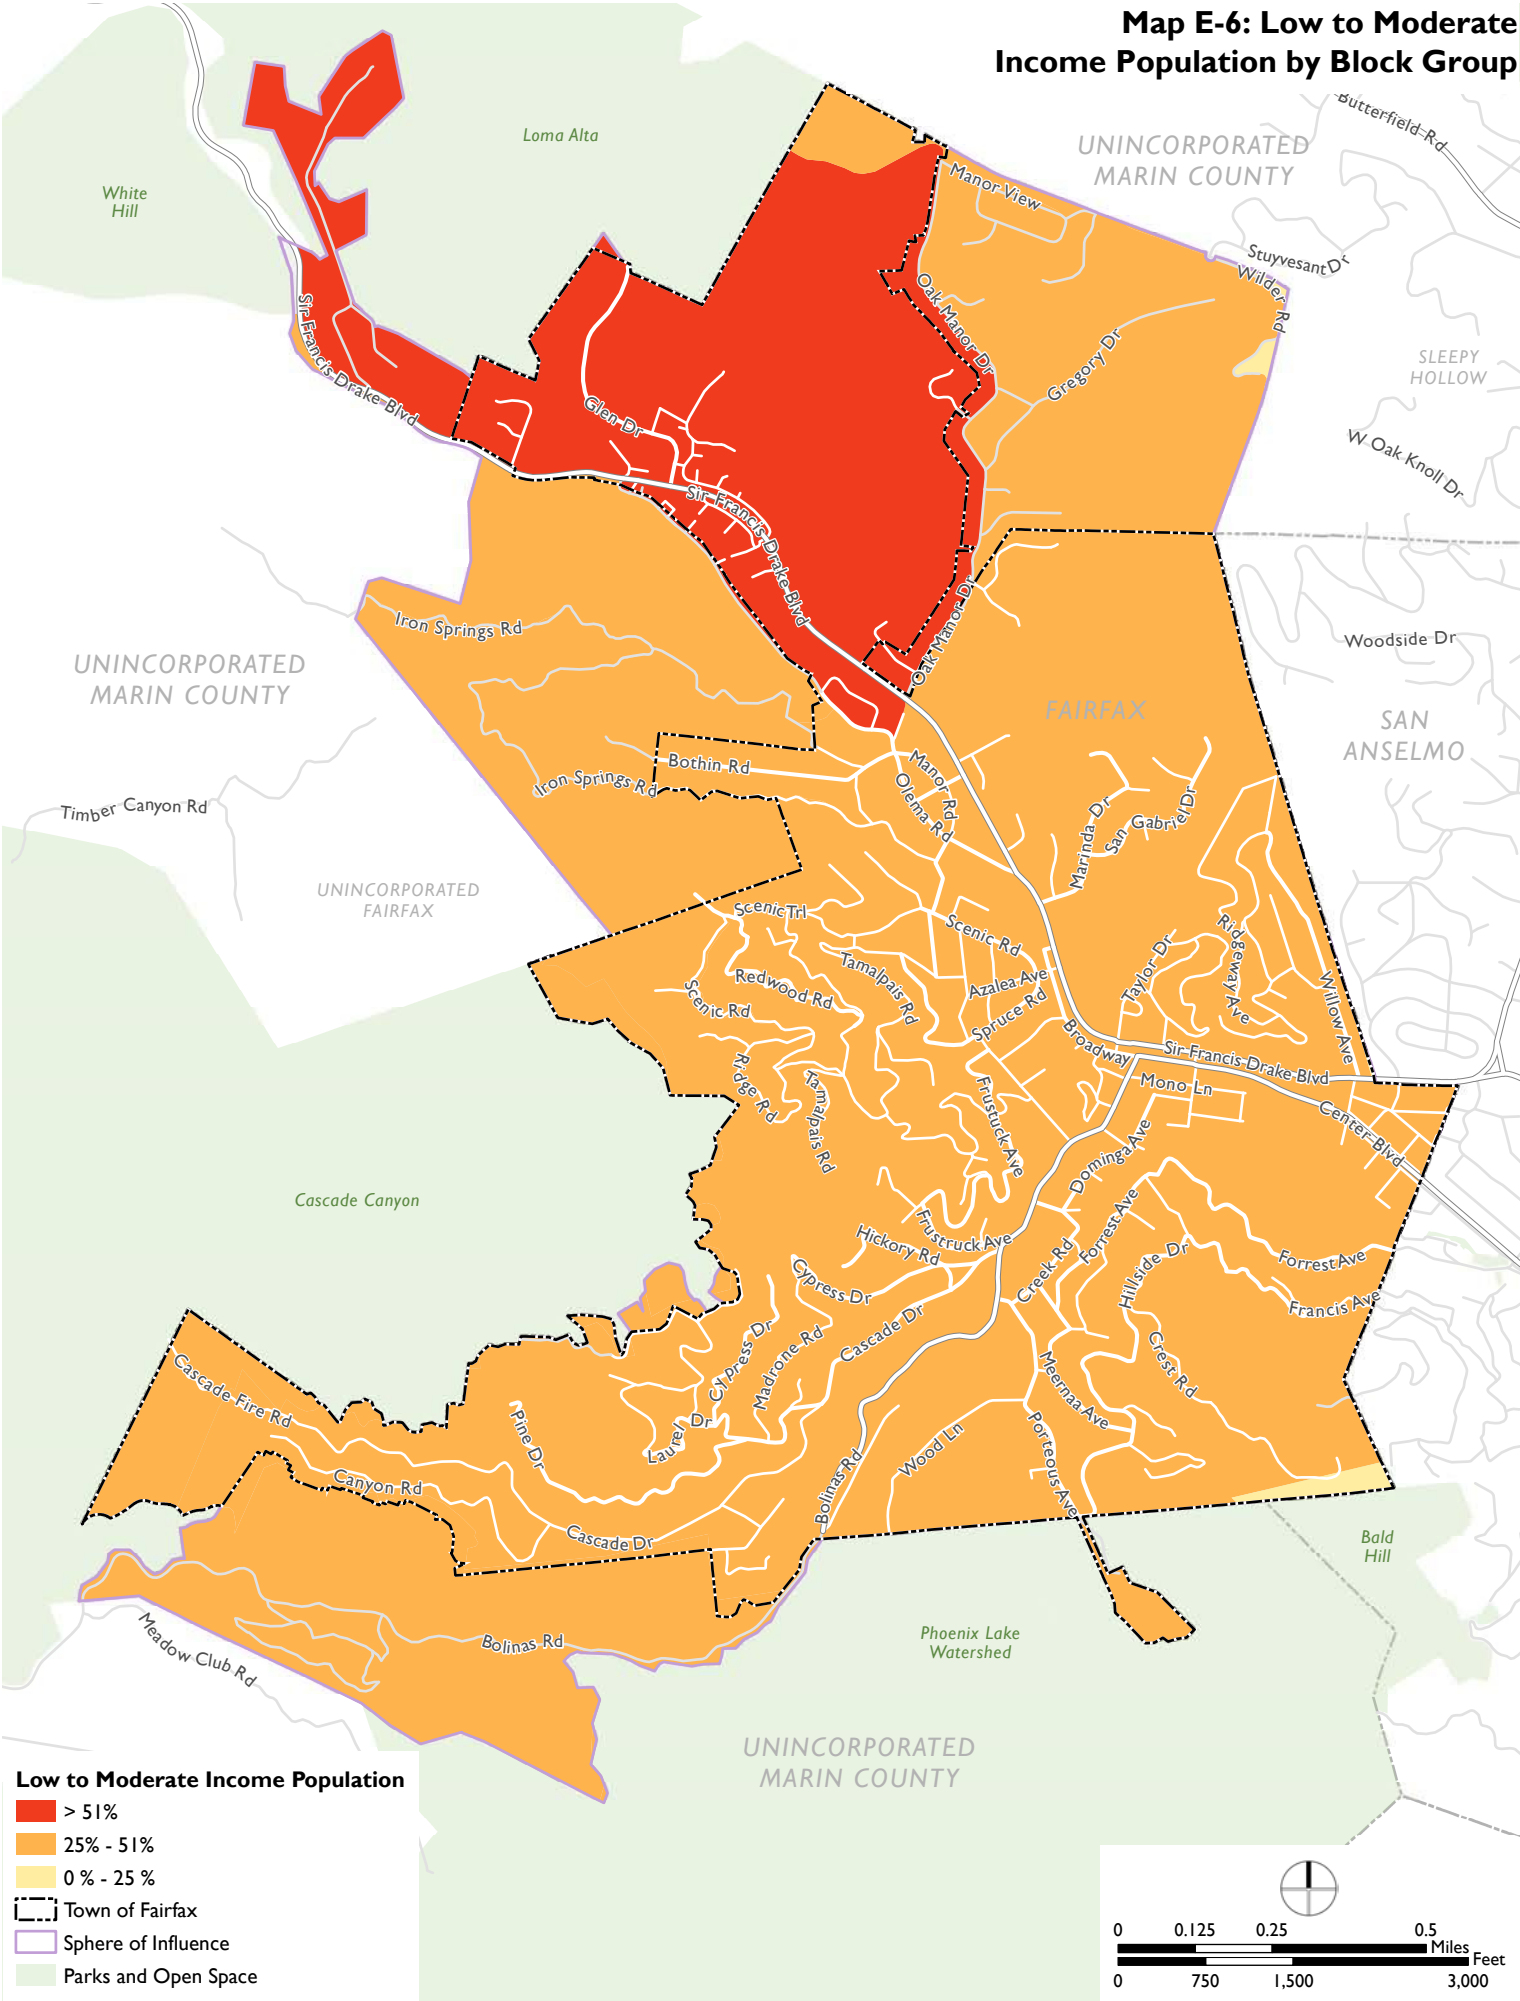 Map E-6: Low to Moderate
Income Population by Block Group
Butterfield Rd
UNINCORPORATED
MARIN COUNTY
Loma Alta
White
Hill
Manor View
Stuyvesant Dr
Wilder Rd
Oak Manor Dr
Sir Francis Drake Blvd
Gregory Dr
SLEEPY
HOLLOW
Glen Dr
W Oak Knoll Dr
Sir Francis Drake Blvd
Iron Springs Rd
Oak Manor Dr
Woodside Dr
UNINCORPORATED
MARIN COUNTY
FAIRFAX
SAN
ANSELMO
Bothin Rd
Manor Rd
Iron Springs Rd
Olema Rd
Marinda Dr
San Gabriel Dr
Timber Canyon Rd
UNINCORPORATED
FAIRFAX
Scenic Trl
Scenic Rd
Ridgeway Ave
Taylor Dr
Tamalpais Rd
Redwood Rd
Azalea Ave
Scenic Rd
Spruce Rd
Willow Ave
Broadway
Sir Francis Drake Blvd
Ridge Rd
Tamalpais Rd
Frustuck Ave
Mono Ln
Center Blvd
Dominga Ave
Cascade Canyon
Frustruck Ave
Hickory Rd
Forrest Ave
Creek Rd
Hillside Dr
Forrest Ave
Cypress Dr
Francis Ave
Cascade Dr
Cypress Dr
Madrone Rd
Crest Rd
Meernaa Ave
Cascade Fire Rd
Pine Dr
Laurel Dr
Wood Ln
Porteous Ave
Canyon Rd
Bolinas Rd
Cascade Dr
Bald
Hill
Meadow Club Rd
Bolinas Rd
Phoenix Lake
Watershed
UNINCORPORATED
MARIN COUNTY
Low to Moderate Income Population
> 51%
25% - 51%
0 % - 25 %
Town of Fairfax
Sphere of Influence
Parks and Open Space
0 0.125 0.25 0.5
Miles
Feet
0 750 1,500 3,000